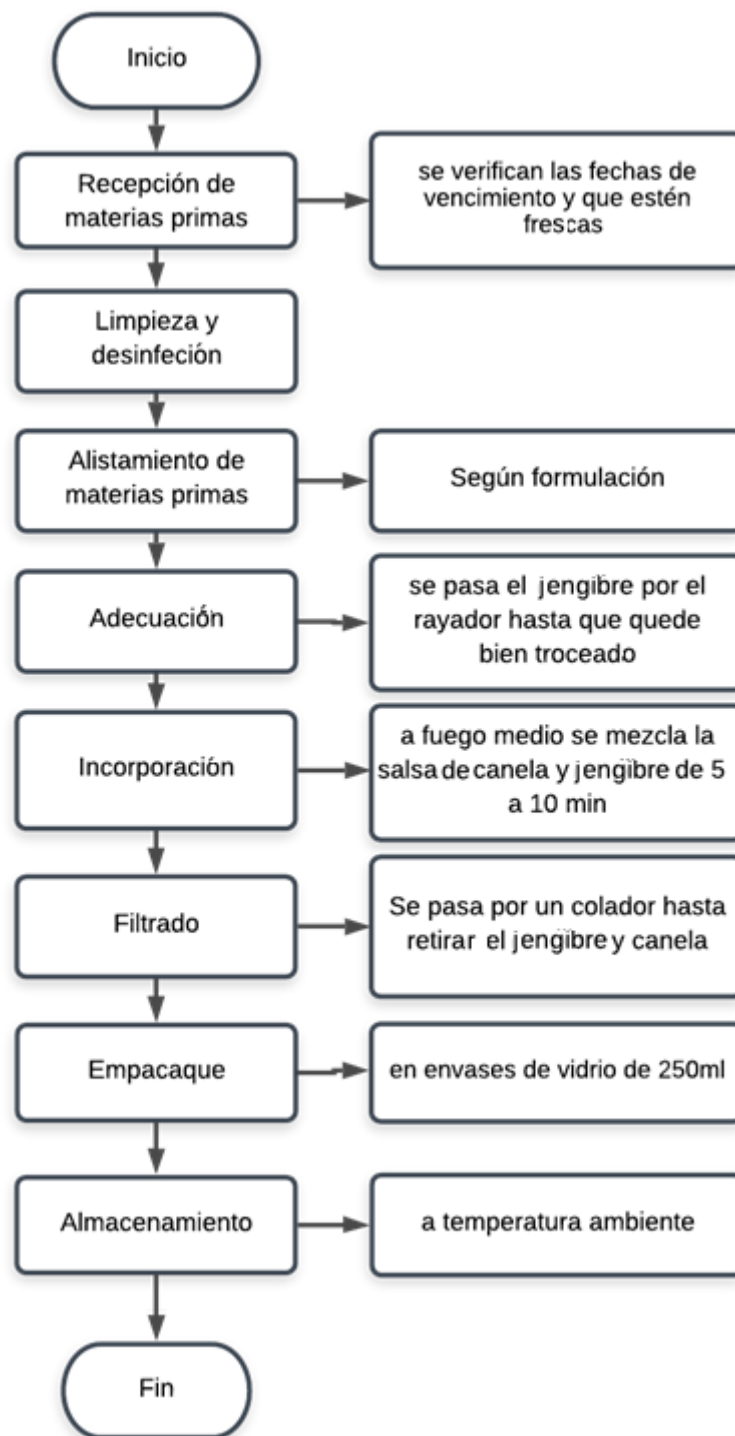 Inicio
Recepción de
materias primas
se verifican las fechas de
vencimiento y que estén
frescas
Limpieza y
desinfeción
Alistamiento de
materias primas
Según formulación
Adecuación
se pasa el jengibre por el
rayador hasta que quede
bien troceado
Incorporación
a fuego medio se mezcla la
salsa de canela y jengibre de 5
a 10 min
Filtrado
Se pasa por un colador hasta
retirar el jengibre y canela
Empacaque
en envases de vidrio de 250ml
Almacenamiento
a temperatura ambiente
Fin